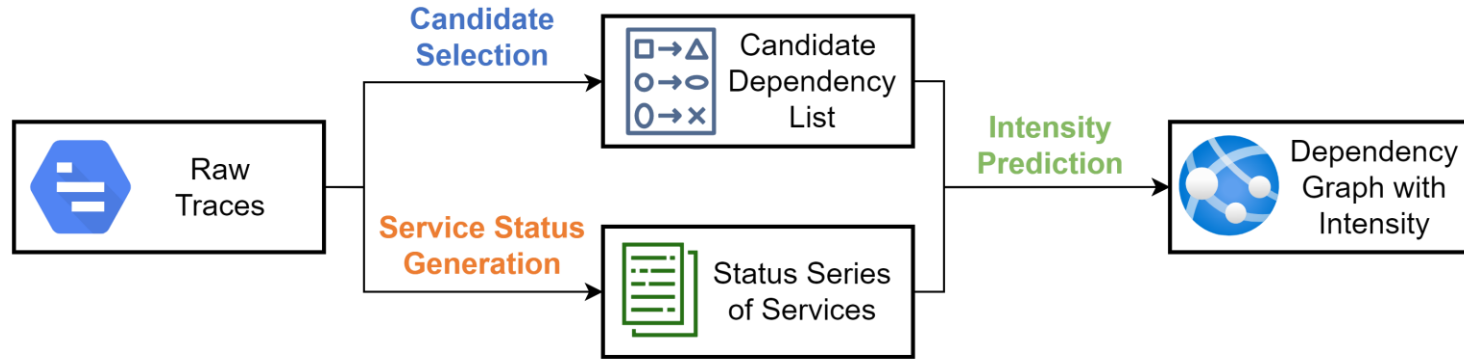 Raw
Traces
Candidate
Selection
Candidate
Dependency
List
Service Status
Generation
Status Series
of Services
Intensity
Prediction
Dependency
Graph with
Intensity